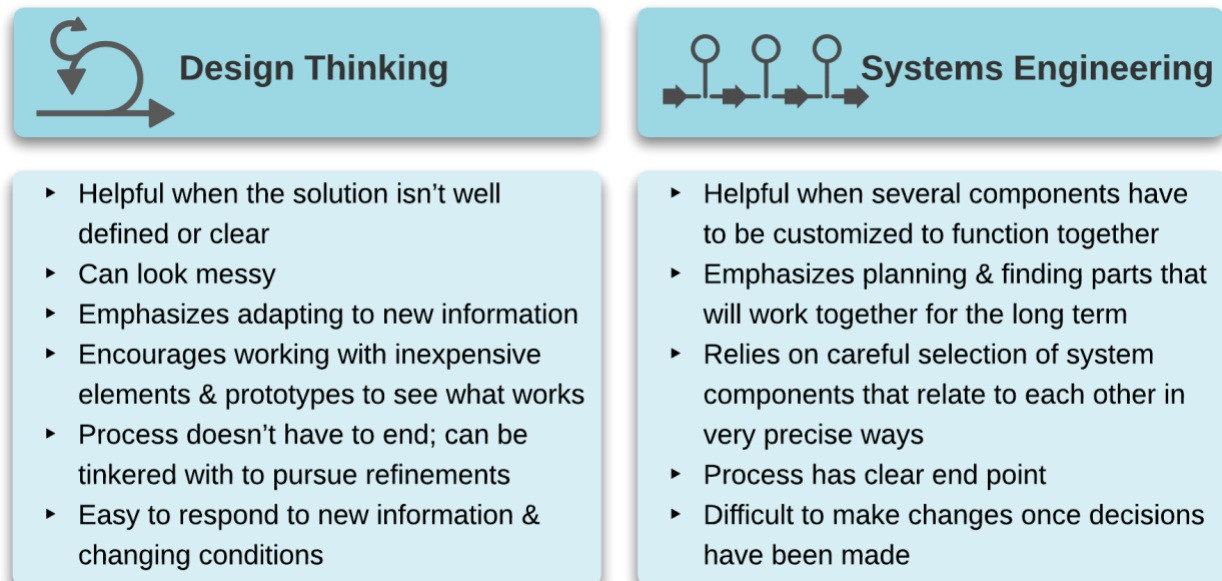 Design Thinking
‣ Helpful when the solution isn’t well
defined or clear
‣ Can look messy
‣ Emphasizes adapting to new information
‣ Encourages working with inexpensive
elements & prototypes to see what works
‣ Process doesn’t have to end; can be
tinkered with to pursue refinements
‣ Easy to respond to new information &
changing conditions
Systems Engineering
‣ Helpful when several components have
to be customized to function together
‣ Emphasizes planning & finding parts that
will work together for the long term
‣ Relies on careful selection of system
components that relate to each other in
very precise ways
‣ Process has clear end point
‣ Difficult to make changes once decisions
have been made